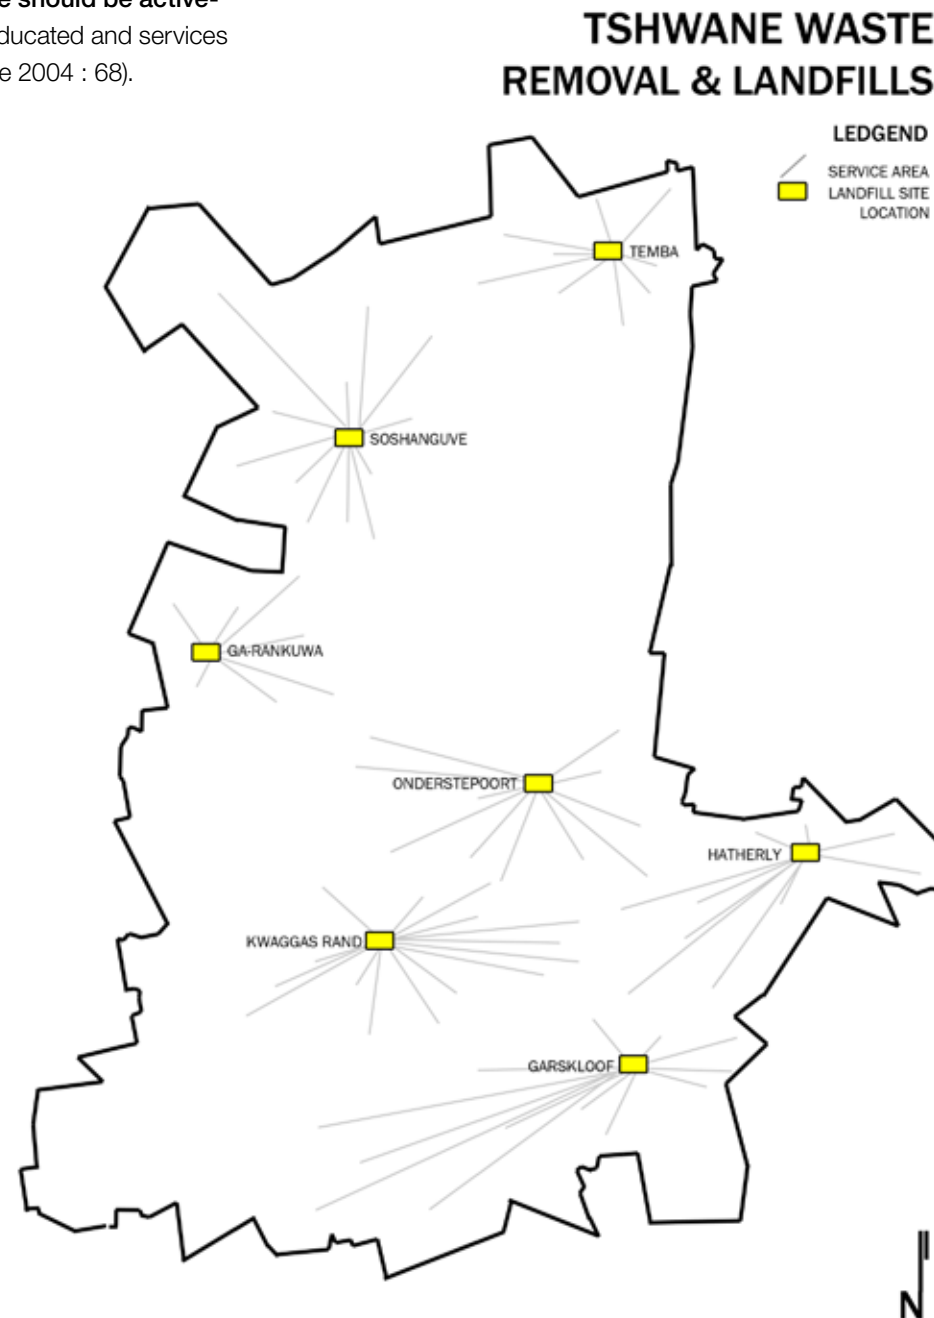 e should be active-
ducated and services
e 2004 : 68).
TSHWANE WASTE
REMOVAL & LANDFILLS
LEDGEND
SERVICE AREA
LANDFILL SITE
LOCATION
TEMBA
SOSHANGUVE
GA-RANKUWA
ONDERSTEPOORT
HATHERLY
KWAGGAS RAND
GARSKLOOF
N